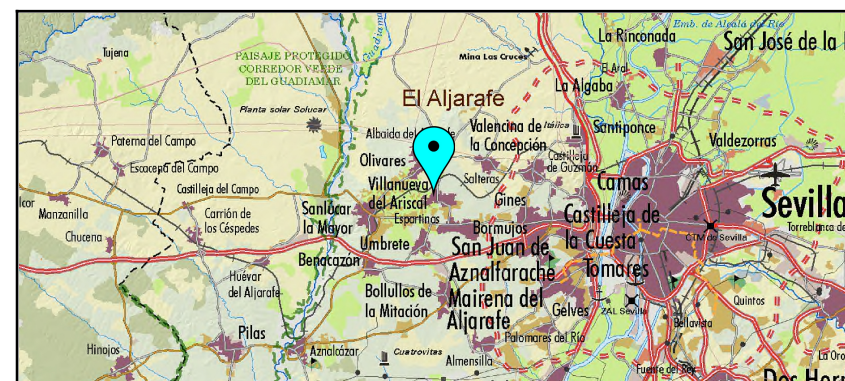 Emb. de Alcalá del Río
La Rinconada
San José de la
Tujena
PAISAJE PROTEGIDO
CORREDOR VERDE
DEL GUADIAMAR
Guadiamar
Mina Las Cruces
El Aral
La Algaba
El Aljarafe
Planta solar Solucar
Albaida del
Valencina de
la Concepción
Itálica
Santiponce
Valdezorras
Paterna del Campo
Olivares
Castilleja
de Guzmán
Escacena del Campo
Villanueva
del Ariscal
Salteras
Camas
Castilleja del Campo
Manzanilla
Carrión de
los Céspedes
Sanlúcar
la Mayor
Espartinas
Gines
Castilleja de
la Cuesta
Sevilla
Torreblanca de
Chucena
Umbrete
Bormujos
CTM de Sevilla
Benacazón
San Juan de
Aznalfarache
Tomares
Huévar
del Aljarafe
Bollullos de
la Mitación
Mairena del
Aljarafe
Gelves
ZAL Sevilla
Quintos
Bellavista
Pilas
Palomares del Río
Hinojos
Aznalcázar
Cuatrovitas
Almensilla
Fuente del Rey
La Oro
Dos Her